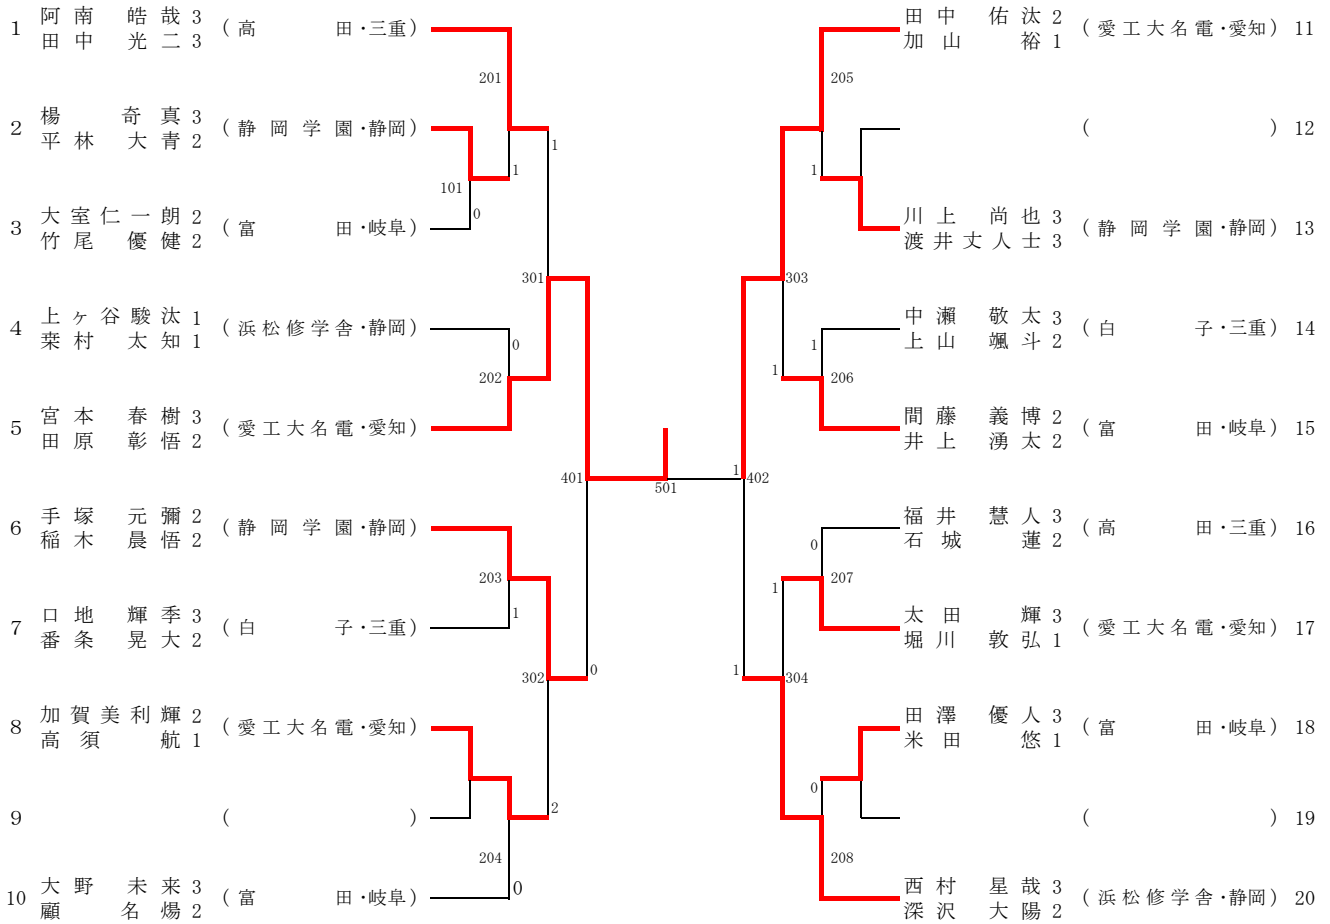 1 阿南 皓哉 3 (高 田・三重)
田中 光二 3
2 楊 奇真 3 (静岡学園・静岡)
平林 大青 2
3 大室仁一朗 2 (富 田・岐阜)
竹尾 優健 2
4 上ヶ谷駿汰 1 (浜松修学舎・静岡)
桒村 太知 1
5 宮本 春樹 3 (愛工大名電・愛知)
田原 彰悟 2
6 手塚 元彌 2 (静岡学園・静岡)
稲木 晨悟 2
7 口地 輝季 3 (白 子・三重)
番条 晃大 2
8 加賀美利輝 2 (愛工大名電・愛知)
高須 航 1
9 ( )
10 大野 未来 3 (富 田・岐阜)
顧 名煬 2
201
1
101
0
1
301
0
202
401
203
1
302
0
2
204
0
501
205
1
303
1
1
206
1
402
0
207
1
1
304
0
208
田中 佑汰 2 (愛工大名電・愛知) 11
加山 裕 1
( ) 12
川上 尚也 3 (静岡学園・静岡) 13
渡井丈人士 3
中瀬 敬太 3 (白 子・三重) 14
上山 颯斗 2
間藤 義博 2 (富 田・岐阜) 15
井上 湧太 2
福井 慧人 3 (高 田・三重) 16
石城 蓮 2
太田 輝 3 (愛工大名電・愛知) 17
堀川 敦弘 1
田澤 優人 3 (富 田・岐阜) 18
米田 悠 1
( ) 19
西村 星哉 3 (浜松修学舎・静岡) 20
深沢 大陽 2